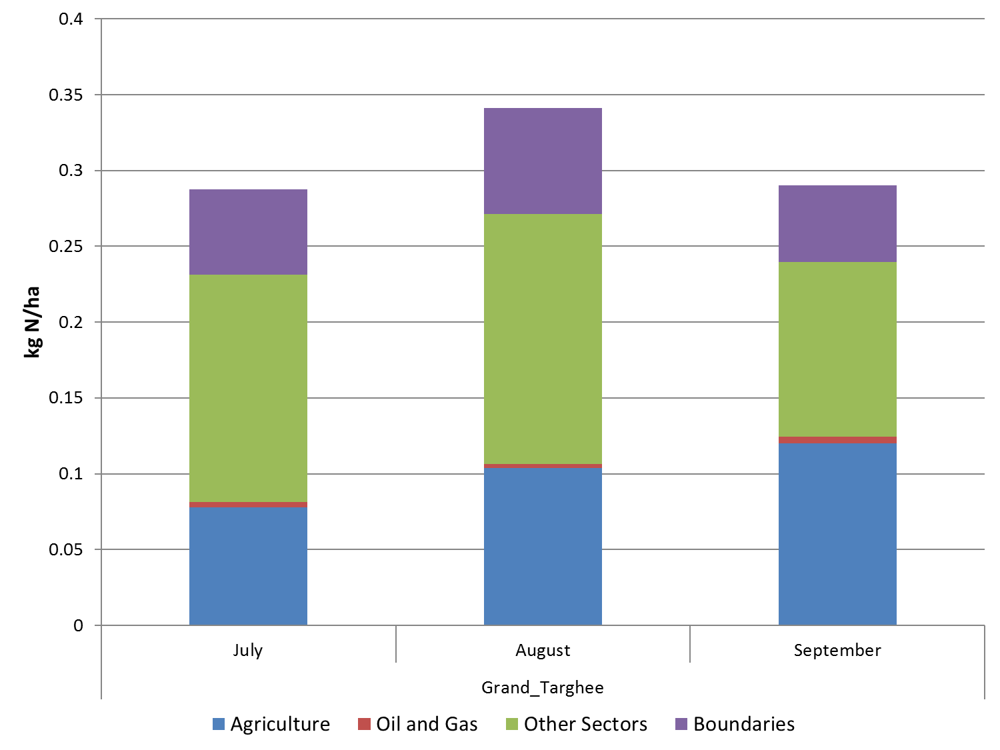 0.4
0.35
0.3
0.25
0.2
0.15
0.1
0.05
0
kg N/ha
July August September
Grand_Targhee
Agriculture Oil and Gas Other Sectors Boundaries